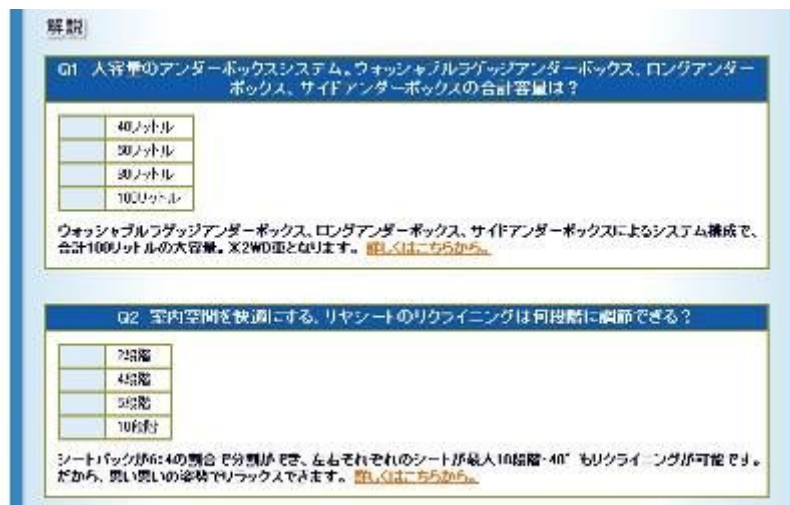 解説
Q1 大容量のアンダーボックスシステム。ウォッシャブルラゲッジアンダーボックス、ロングアンダー
ボックス、サイドアンダーボックスの合計容量は？
40リットル
リットル
80リットル
100リットル
ウォッシャブルラゲッジアンダーボックス、ロングアンダーボックス、サイドアンダーボックスによるシステム構成で、
合計100リットルの大容量。※2WD車となります。 詳しくはこちらから。
Q2 室内空間を快適にする、リヤシートのリクライニングは何段階に調節できる？
2段階
4段階
5段階
10段階
シートバックが6:4の割合で分割ができ、左右それぞれのシートが最大10段階・40°もリクライニングが可能です。
だから、思い思いの姿勢でリラックスできます。 詳しくはこちらから。